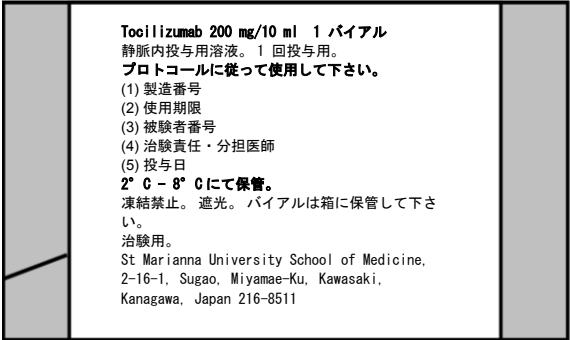 Tocilizumab 200 mg/10 ml 1 バイアル
静脈内投与用溶液。 1 回投与用。
プロトコールに従って使用して下さい。
(1) 製造番号
(2) 使用期限
(3) 被験者番号
(4) 治験責任・分担医師
(5) 投与日
2° C - 8° Cにて保管。
凍結禁止。 遮光。 バイアルは箱に保管して下さ
い。
治験用。
St Marianna University School of Medicine,
2-16-1, Sugao, Miyamae-Ku, Kawasaki,
Kanagawa, Japan 216-8511